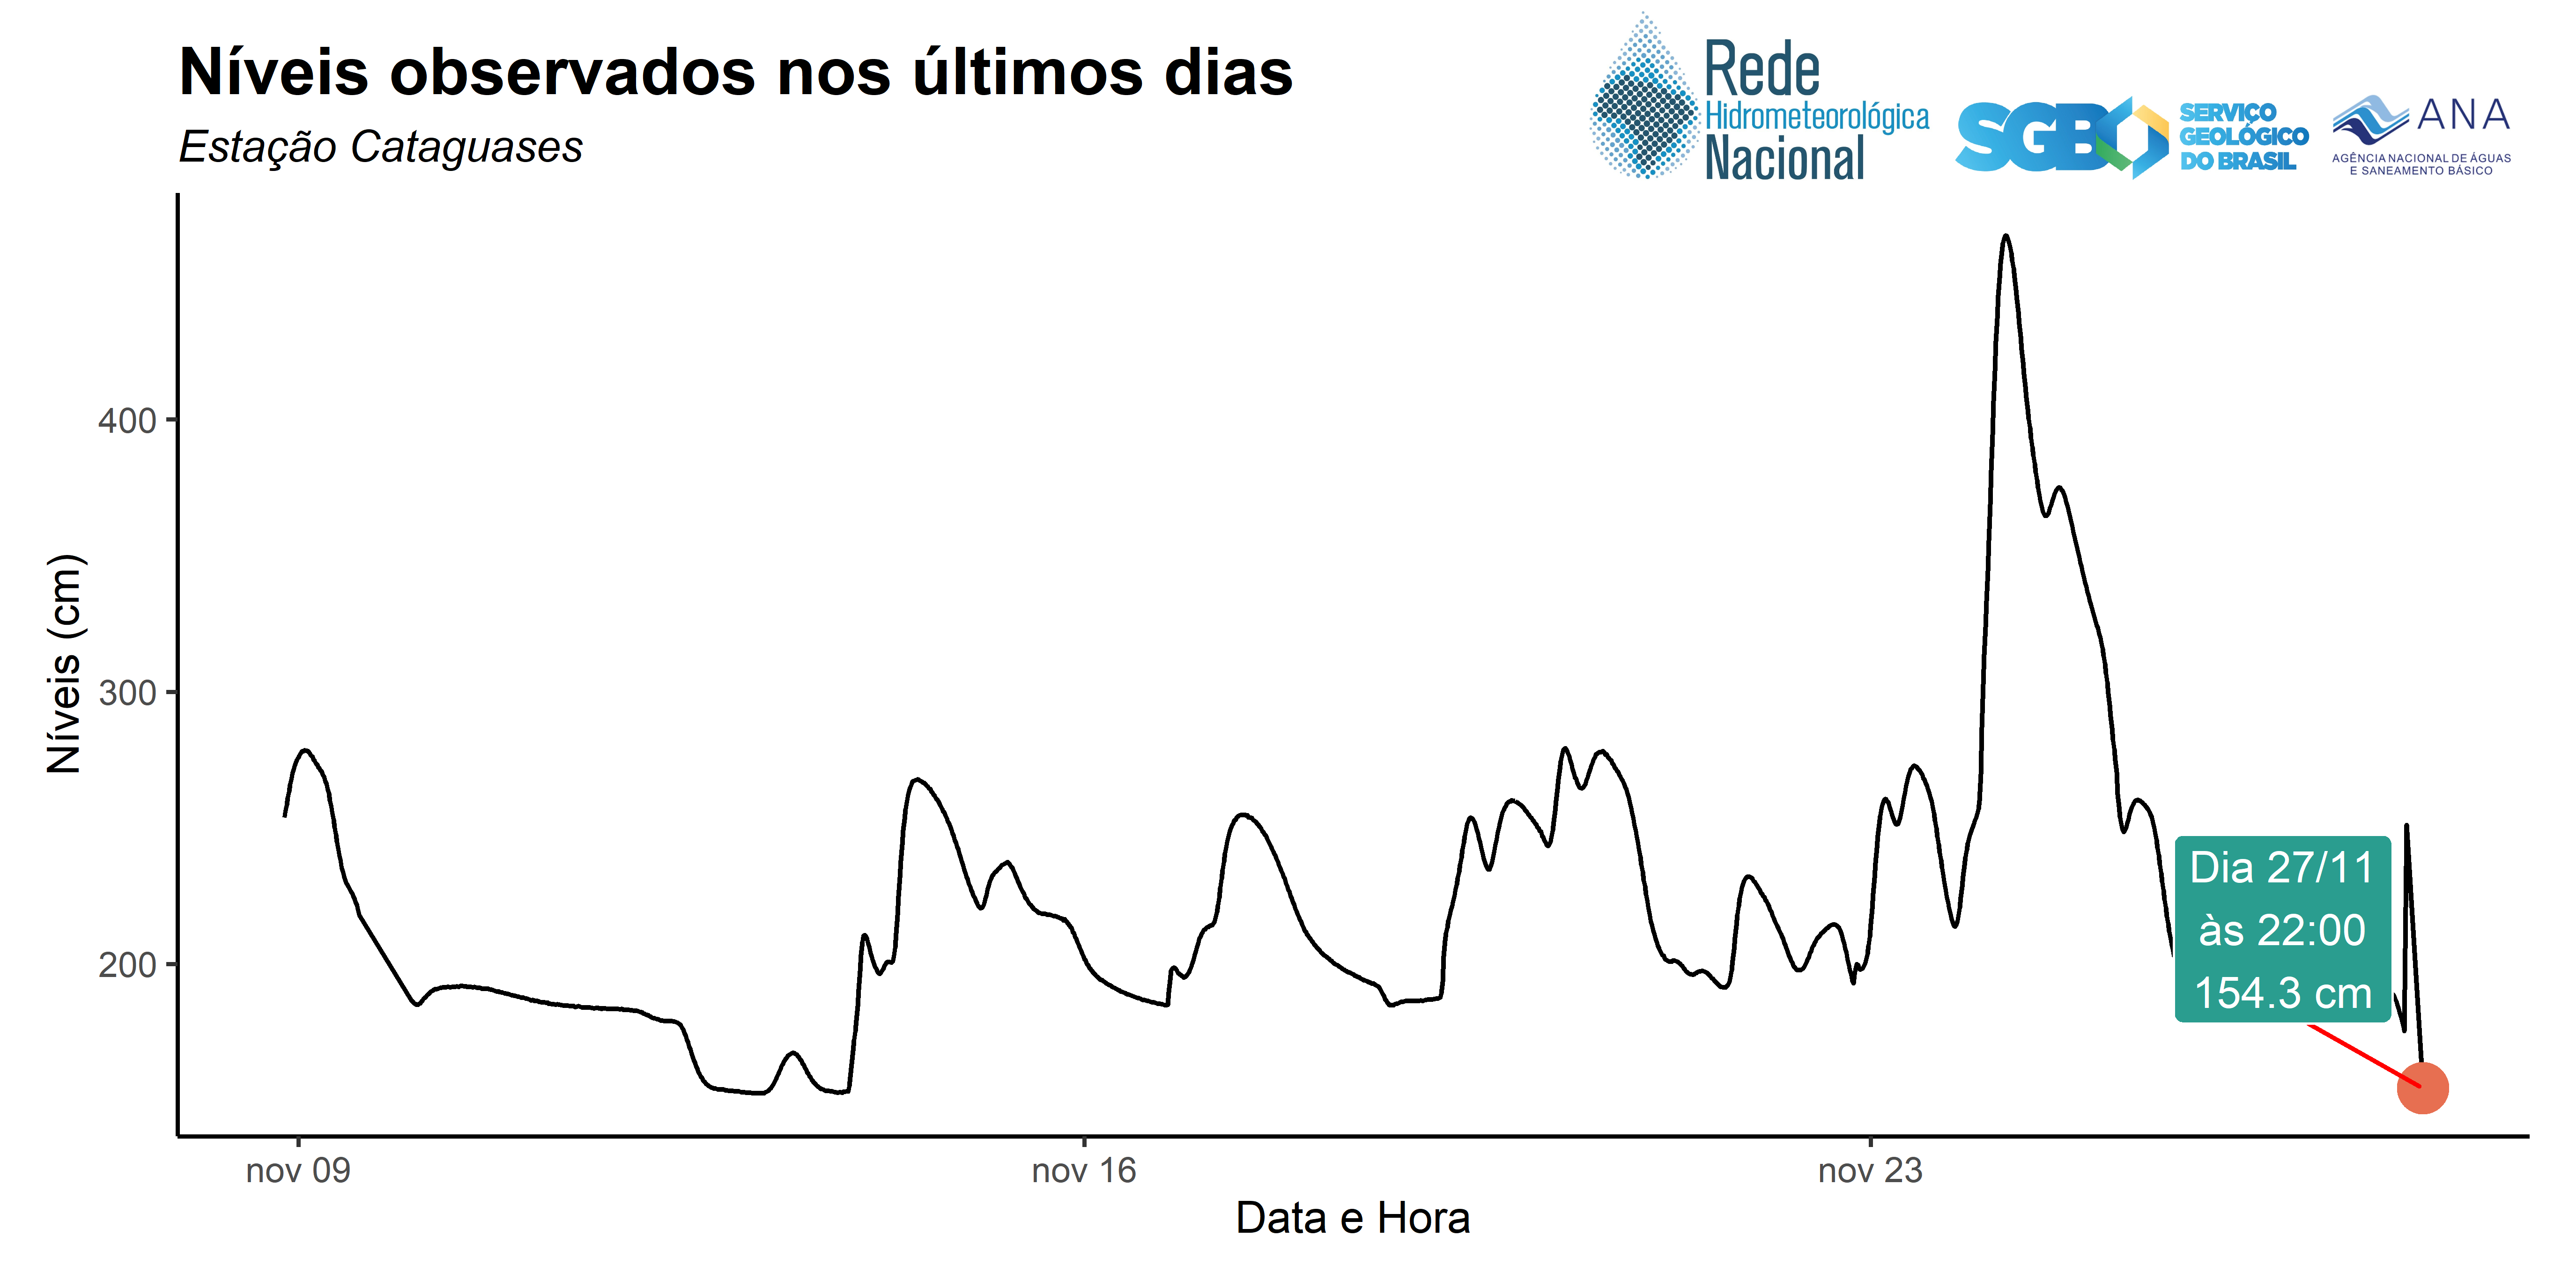 Níveis observados nos últimos dias
Estação Cataguases
Rede
Hidrometeorológica
Nacional
SGB
SERVIÇO
GEOLÓGICO
DO BRASIL
ANA
AGÊNCIA NACIONAL DE ÁGUAS
E SANEAMENTO BÁSICO
Níveis (cm)
400
300
200
Dia 27/11
às 22:00
154.3 cm
nov 09
nov 16
nov 23
Data e Hora